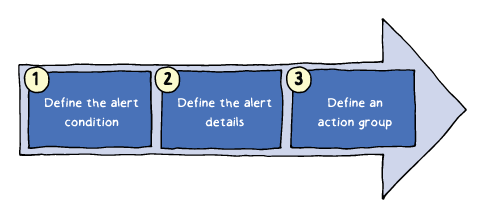 1
Define the alert
condition
2
Define the alert
details
3
Define an
action group